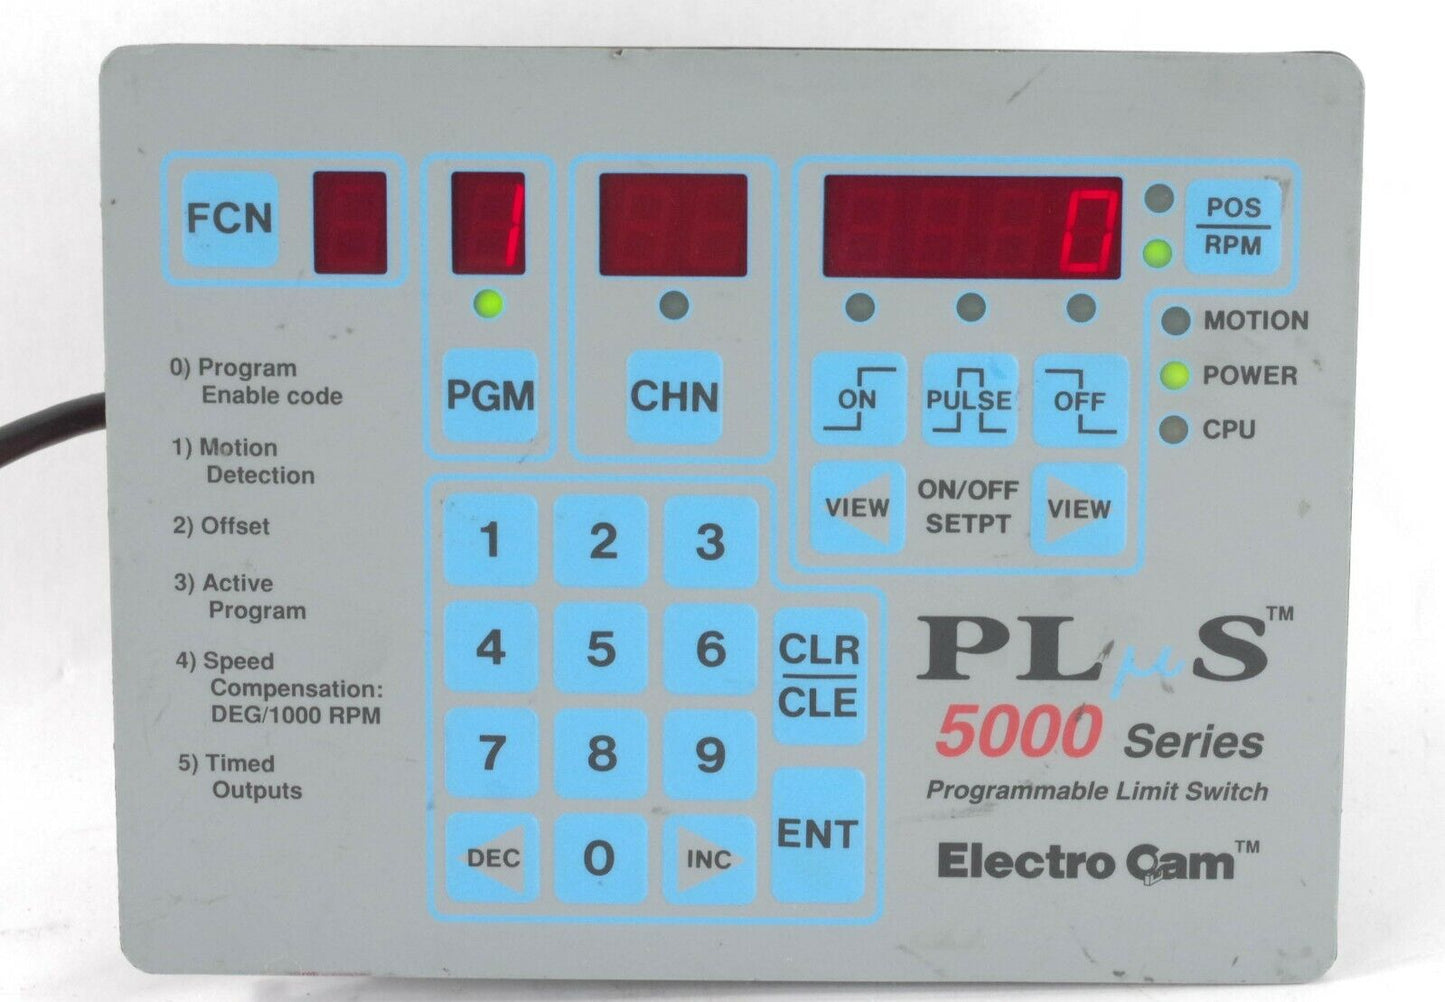 FCN
1
0
POS
RPM
MOTION
POWER
CPU
PGM
CHN
ON
PULSE
OFF
VIEW
ON/OFF
SETPT
VIEW
0) Program
Enable code
1) Motion
Detection
2) Offset
3) Active
Program
4) Speed
Compensation:
DEG/1000 RPM
5) Timed
Outputs
1 2 3
4 5 6
7 8 9
DEC 0 INC
CLR
CLE
ENT
PLμS™
5000 Series
Programmable Limit Switch
Electro Cam™